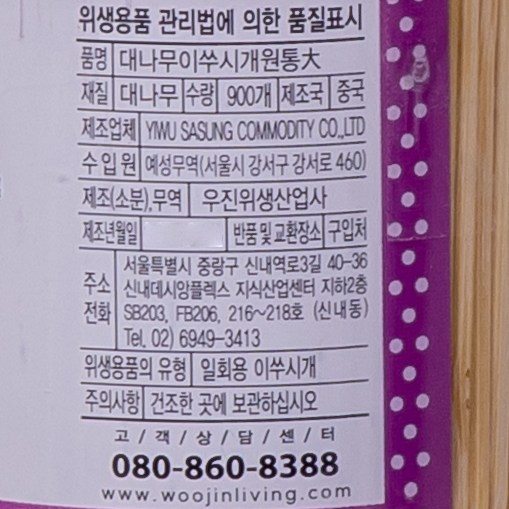 위생용품 관리법에 의한 품질표시
품명 대나무이쑤시개원통大
재질 대나무 수량 900개 제조국 중국
제조업체 YIWU SASUNG COMMODITY CO.,LTD
수입원 예성무역(서울시 강서구 강서로 460)
제조(소분),무역 우진위생산업사
제조년월일 반품및교환장소 구입처
주소 전화 서울특별시 중랑구 신내역로3길 40-36
신내데시앙플렉스 지식산업센터 지하2층
SB203, FB206, 216~218호 (신내동)
Tel. 02) 6949-3413
위생용품의 유형 일회용 이쑤시개
주의사항 건조한 곳에 보관하십시오
고/객/상/담/센/터
080-860-8388
www.woojinliving.com